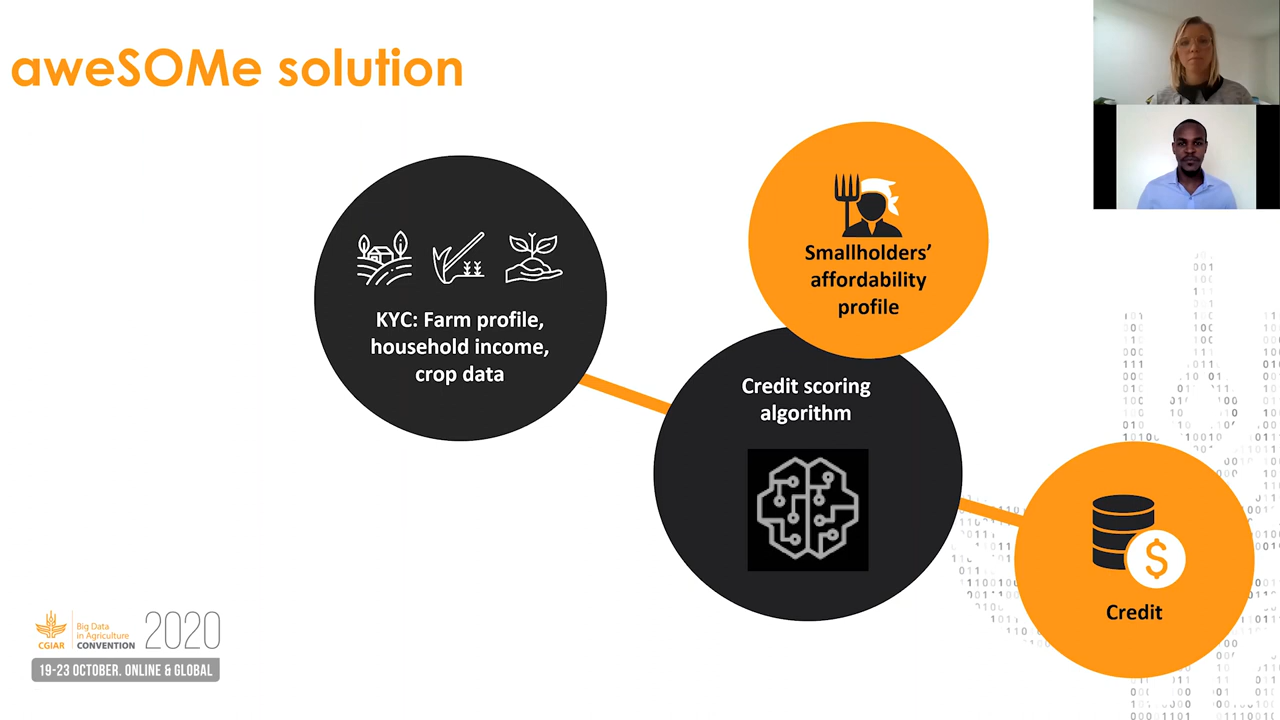 aweSOMe solution
KYC: Farm profile,
household income,
crop data
Smallholders’
affordability
profile
Credit scoring
algorithm
$
Credit
CGIAR
Big Data
in Agriculture
CONVENTION
2020
19-23 OCTOBER. ONLINE & GLOBAL